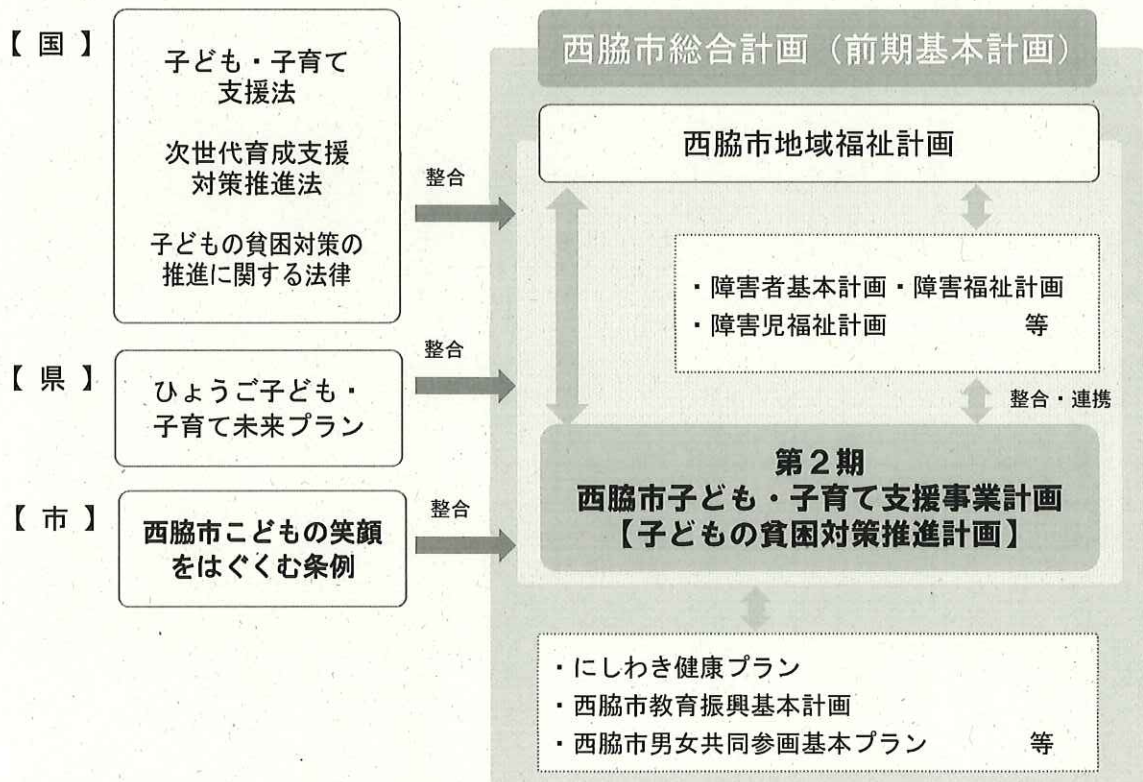 【 国 】
子ども・子育て
支援法
次世代育成支援
対策推進法
子どもの貧困対策の
推進に関する法律
整合
【 県 】
ひょうご子ども・
子育て未来プラン
整合
【 市 】
西脇市こどもの笑顔
をはぐくむ条例
整合
西脇市総合計画（前期基本計画）
西脇市地域福祉計画
・障害者基本計画・障害福祉計画
・障害児福祉計画　　　　　等
整合・連携
第２期
西脇市子ども・子育て支援事業計画
【子どもの貧困対策推進計画】
・にしわき健康プラン
・西脇市教育振興基本計画
・西脇市男女共同参画基本プラン　　　　等